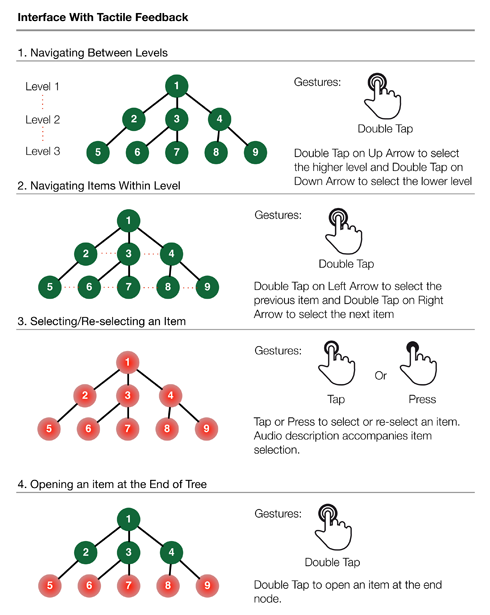 Interface With Tactile Feedback
1. Navigating Between Levels
Level 1
Level 2
Level 3
1
2 3 4
5 6 7 8 9
Gestures:
Double Tap
Double Tap on Up Arrow to select
the higher level and Double Tap on
Down Arrow to select the lower level
2. Navigating Items Within Level
1
2 3 4
5 6 7 8 9
Gestures:
Double Tap
Double Tap on Left Arrow to select the
previous item and Double Tap on Right
Arrow to select the next item
3. Selecting/Re-selecting an Item
1
2 3 4
5 6 7 8 9
Gestures:
Tap Or Press
Tap or Press to select or re-select an item.
Audio description accompanies item
selection.
4. Opening an item at the End of Tree
1
2 3 4
5 6 7 8 9
Gestures:
Double Tap
Double Tap to open an item at the end
node.